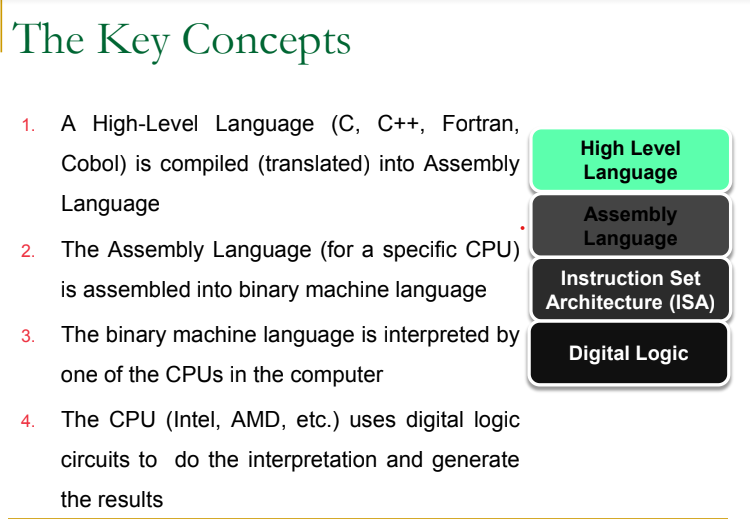 The Key Concepts
1. A High-Level Language (C, C++, Fortran,
Cobol) is compiled (translated) into Assembly
Language
2. The Assembly Language (for a specific CPU)
is assembled into binary machine language
3. The binary machine language is interpreted by
one of the CPUs in the computer
4. The CPU (Intel, AMD, etc.) uses digital logic
circuits to do the interpretation and generate
the results
High Level
Language
Assembly
Language
Instruction Set
Architecture (ISA)
Digital Logic